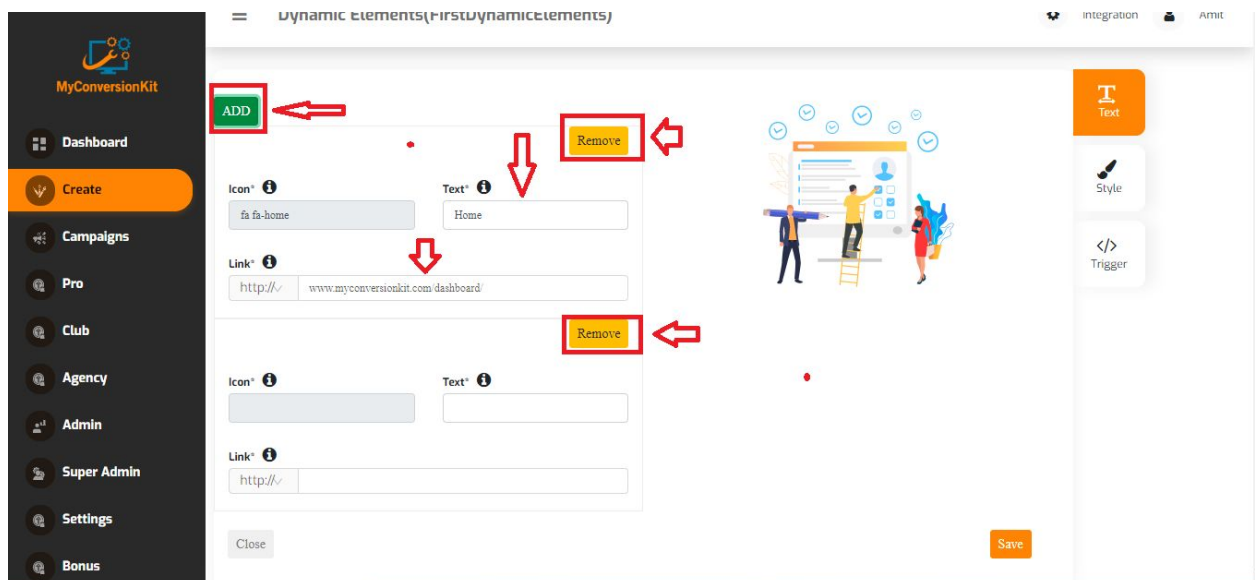 Dynamic Elements(FirstDynamicElements)
Integration
Amit
MyConversionKit
Dashboard
Create
Campaigns
Pro
Club
Agency
Admin
Super Admin
Settings
Bonus
ADD
Remove
Icon* Text*
fa fa-home Home
Link*
http:// www.myconversionkit.com/dashboard/
Remove
Icon* Text*
Link*
http://
Close
Save
Text
Style
</>
Trigger